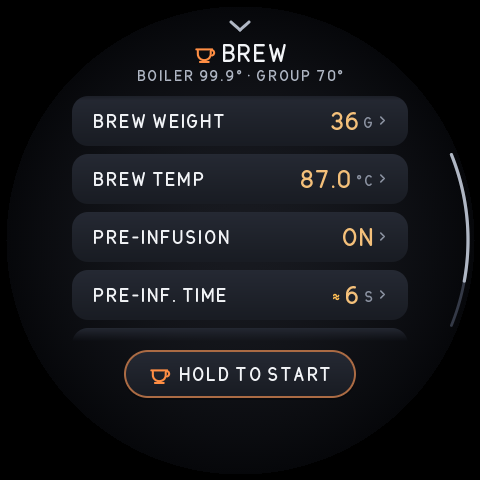 BREW
BOILER 99.9° · GROUP 70°
BREW WEIGHT 36 G >
BREW TEMP 87.0 °C >
PRE-INFUSION ON >
PRE-INF. TIME ≈ 6 S >
HOLD TO START